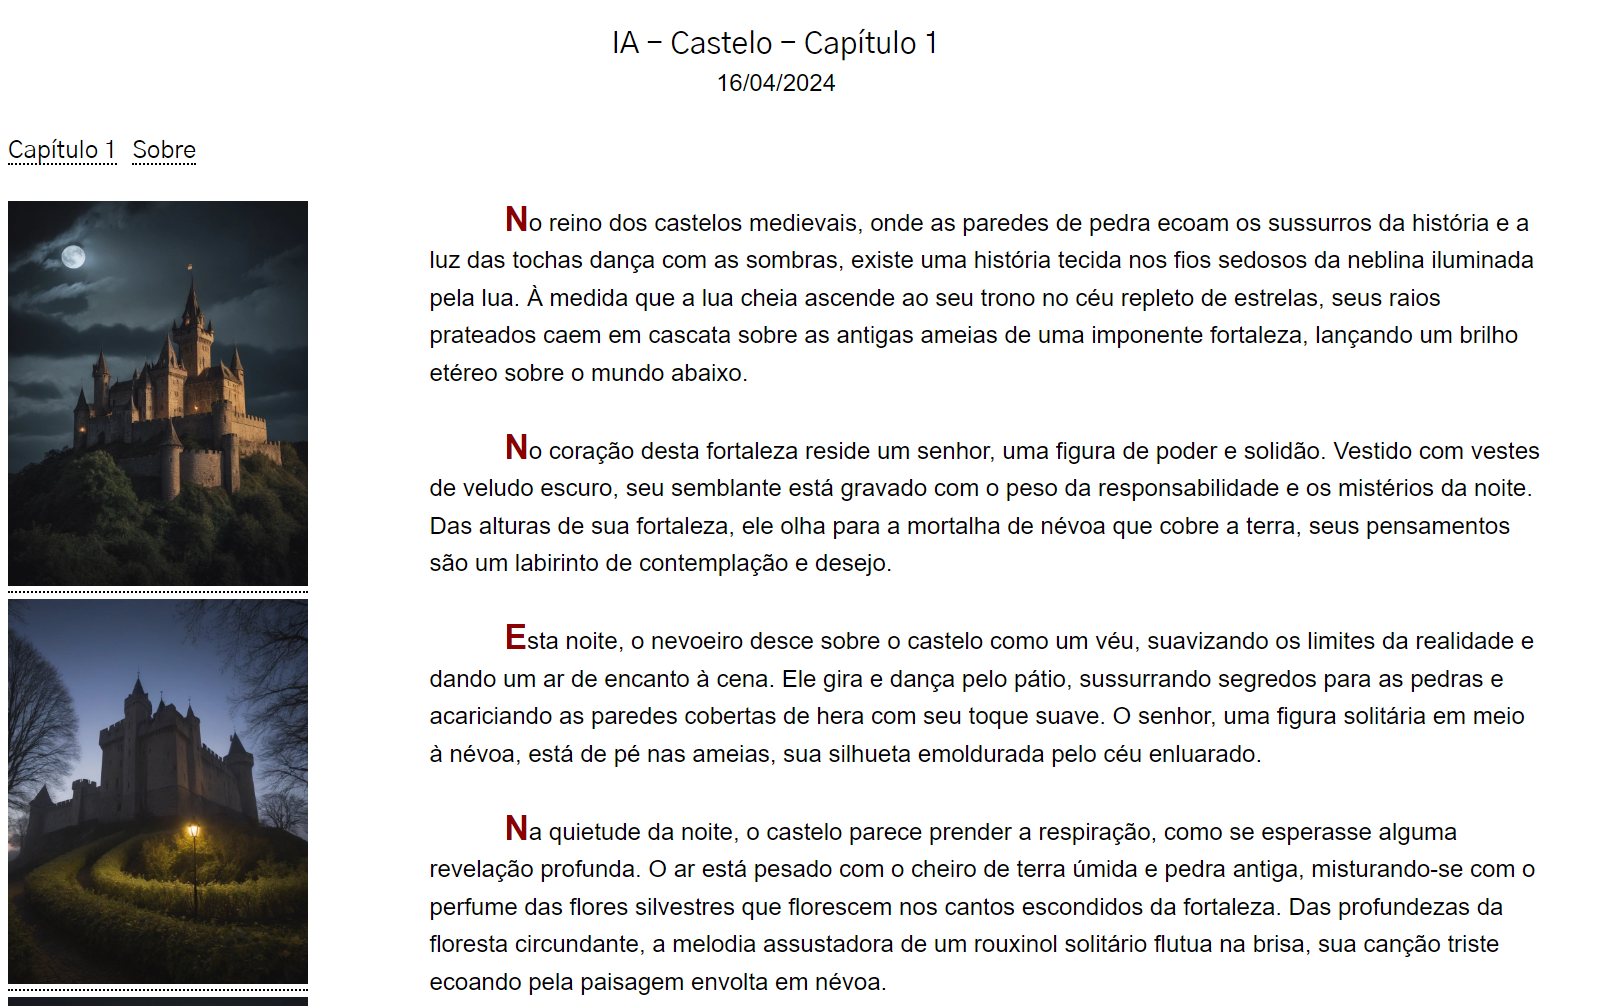 IA – Castelo – Capítulo 1
16/04/2024
Capítulo 1 Sobre
No reino dos castelos medievais, onde as paredes de pedra ecoam os sussurros da história e a
luz das tochas dança com as sombras, existe uma história tecida nos fios sedosos da neblina iluminada
pela lua. À medida que a lua cheia ascende ao seu trono no céu repleto de estrelas, seus raios
prateados caem em cascata sobre as antigas ameias de uma imponente fortaleza, lançando um brilho
etéreo sobre o mundo abaixo.
No coração desta fortaleza reside um senhor, uma figura de poder e solidão. Vestido com vestes
de veludo escuro, seu semblante está gravado com o peso da responsabilidade e os mistérios da noite.
Das alturas de sua fortaleza, ele olha para a mortalha de névoa que cobre a terra, seus pensamentos
são um labirinto de contemplação e desejo.
Esta noite, o nevoeiro desce sobre o castelo como um véu, suavizando os limites da realidade e
dando um ar de encanto à cena. Ele gira e dança pelo pátio, sussurrando segredos para as pedras e
acariciando as paredes cobertas de hera com seu toque suave. O senhor, uma figura solitária em meio
à névoa, está de pé nas ameias, sua silhueta emoldurada pelo céu enluarado.
Na quietude da noite, o castelo parece prender a respiração, como se esperasse alguma
revelação profunda. O ar está pesado com o cheiro de terra úmida e pedra antiga, misturando-se com o
perfume das flores silvestres que florescem nos cantos escondidos da fortaleza. Das profundezas da
floresta circundante, a melodia assustadora de um rouxinol solitário flutua na brisa, sua canção triste
ecoando pela paisagem envolta em névoa.